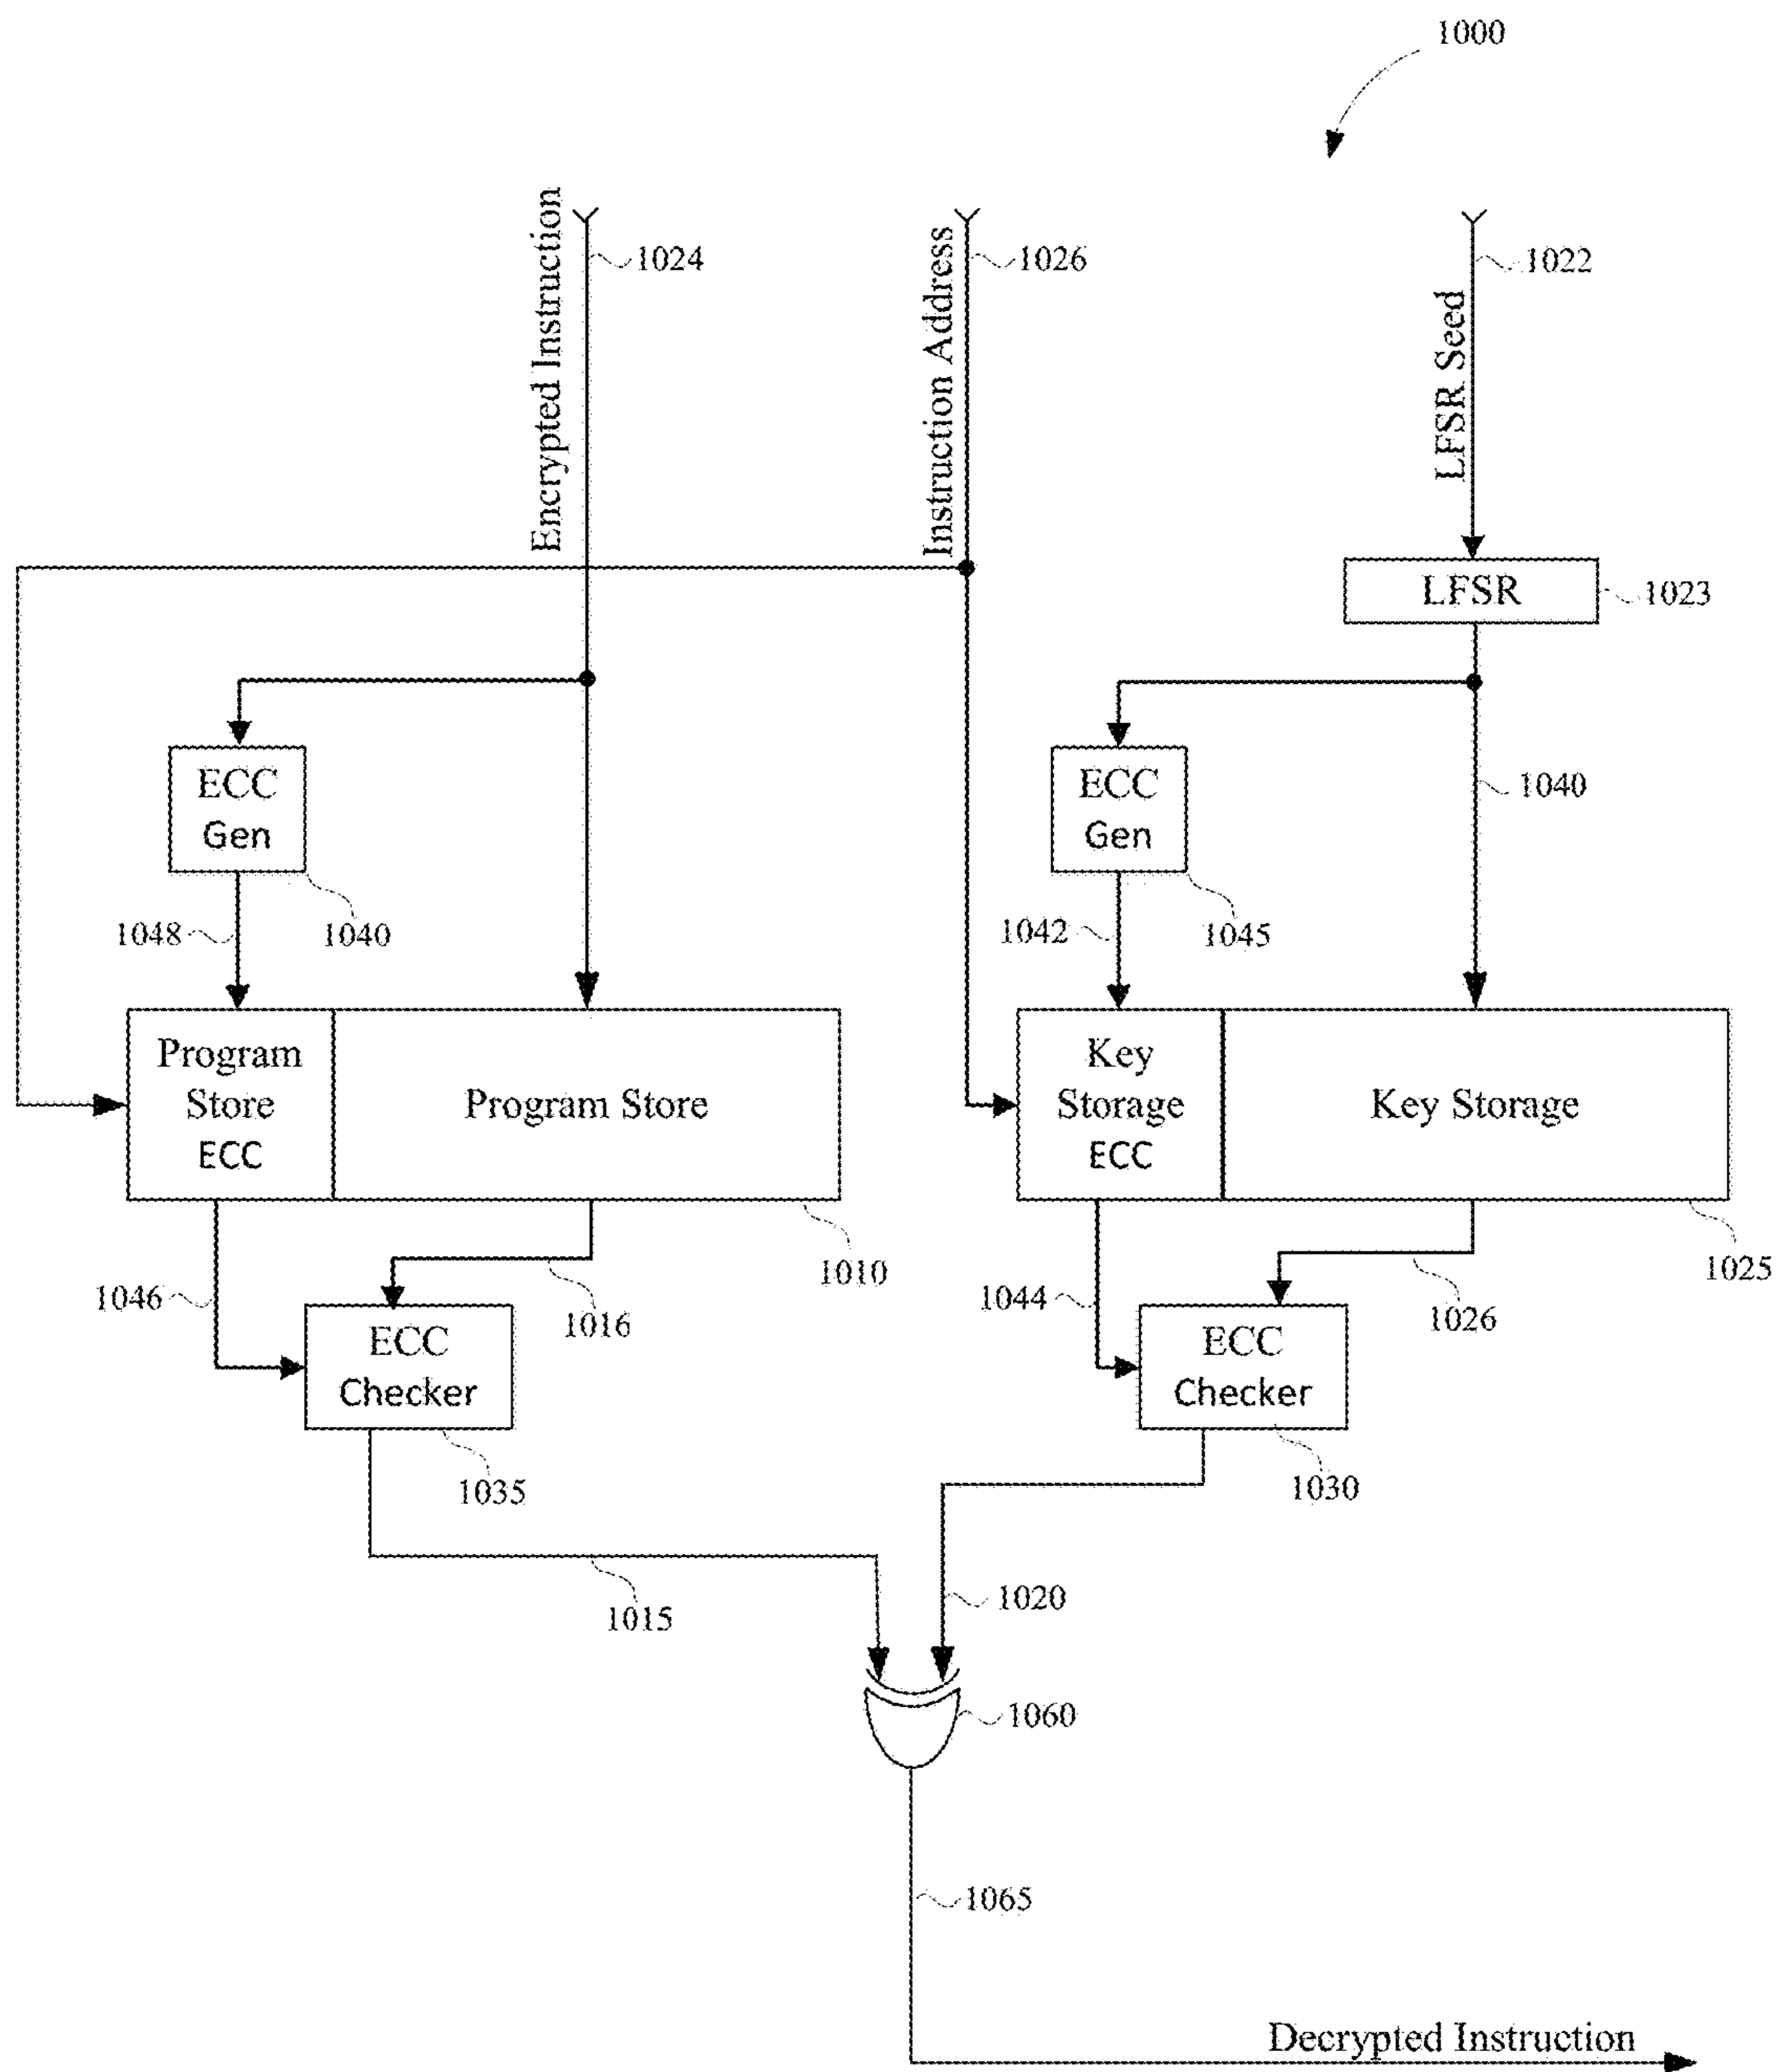 1000
Encrypted Instruction
1024
Instruction Address
1026
LFSR Seed
1022
LFSR
1023
ECC
Gen
1040
1048
ECC
Gen
1045
1042
1040
Program
Store
ECC
Program Store
1010
Key
Storage
ECC
Key Storage
1025
1046
1016
ECC
Checker
1035
1044
1026
ECC
Checker
1030
1015
1020
1060
1065
Decrypted Instruction